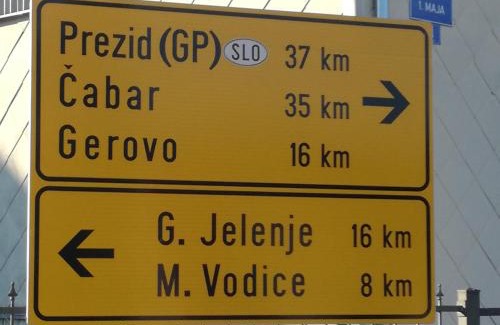 1. MAJA
Prezid (GP) SLO 37 km
Čabar 35 km
Gerovo 16 km
G. Jelenje 16 km
M. Vodice 8 km